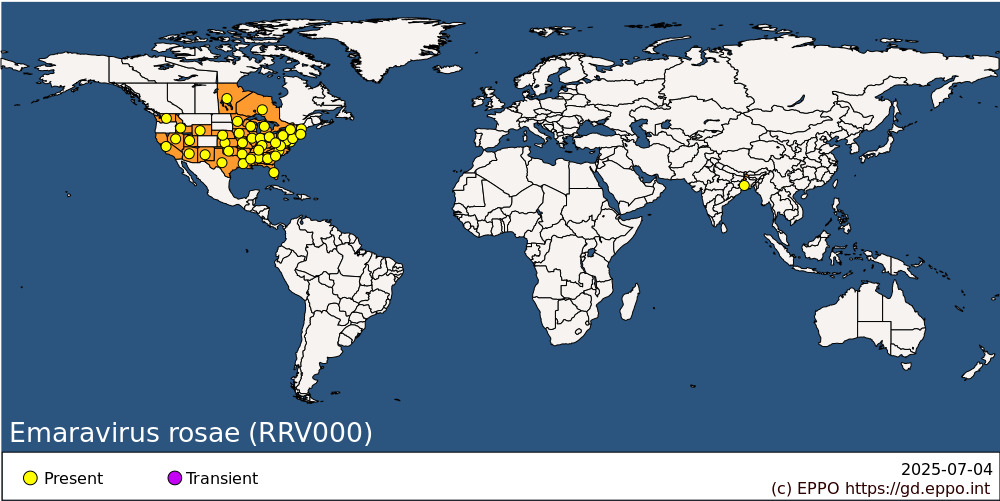 Emaravirus rosae (RRV000)
Present
Transient
2025-07-04
(c) EPPO https://gd.eppo.int